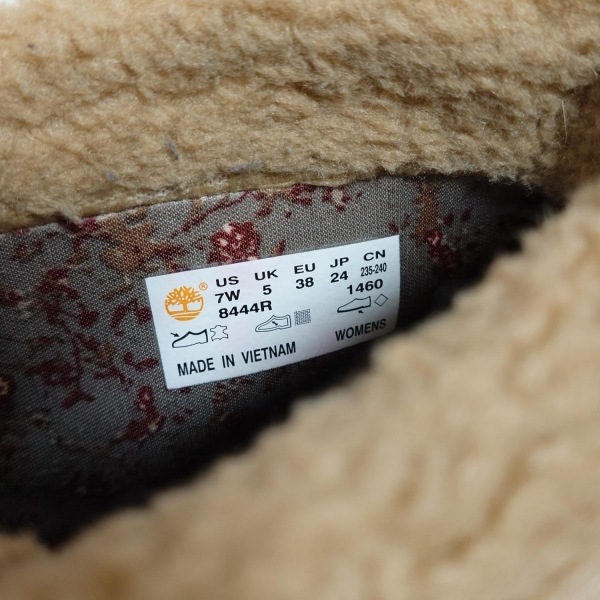 US UK EU JP CN
7W 5 38 24 235-240
8444R 1460
WOMENS
MADE IN VIETNAM